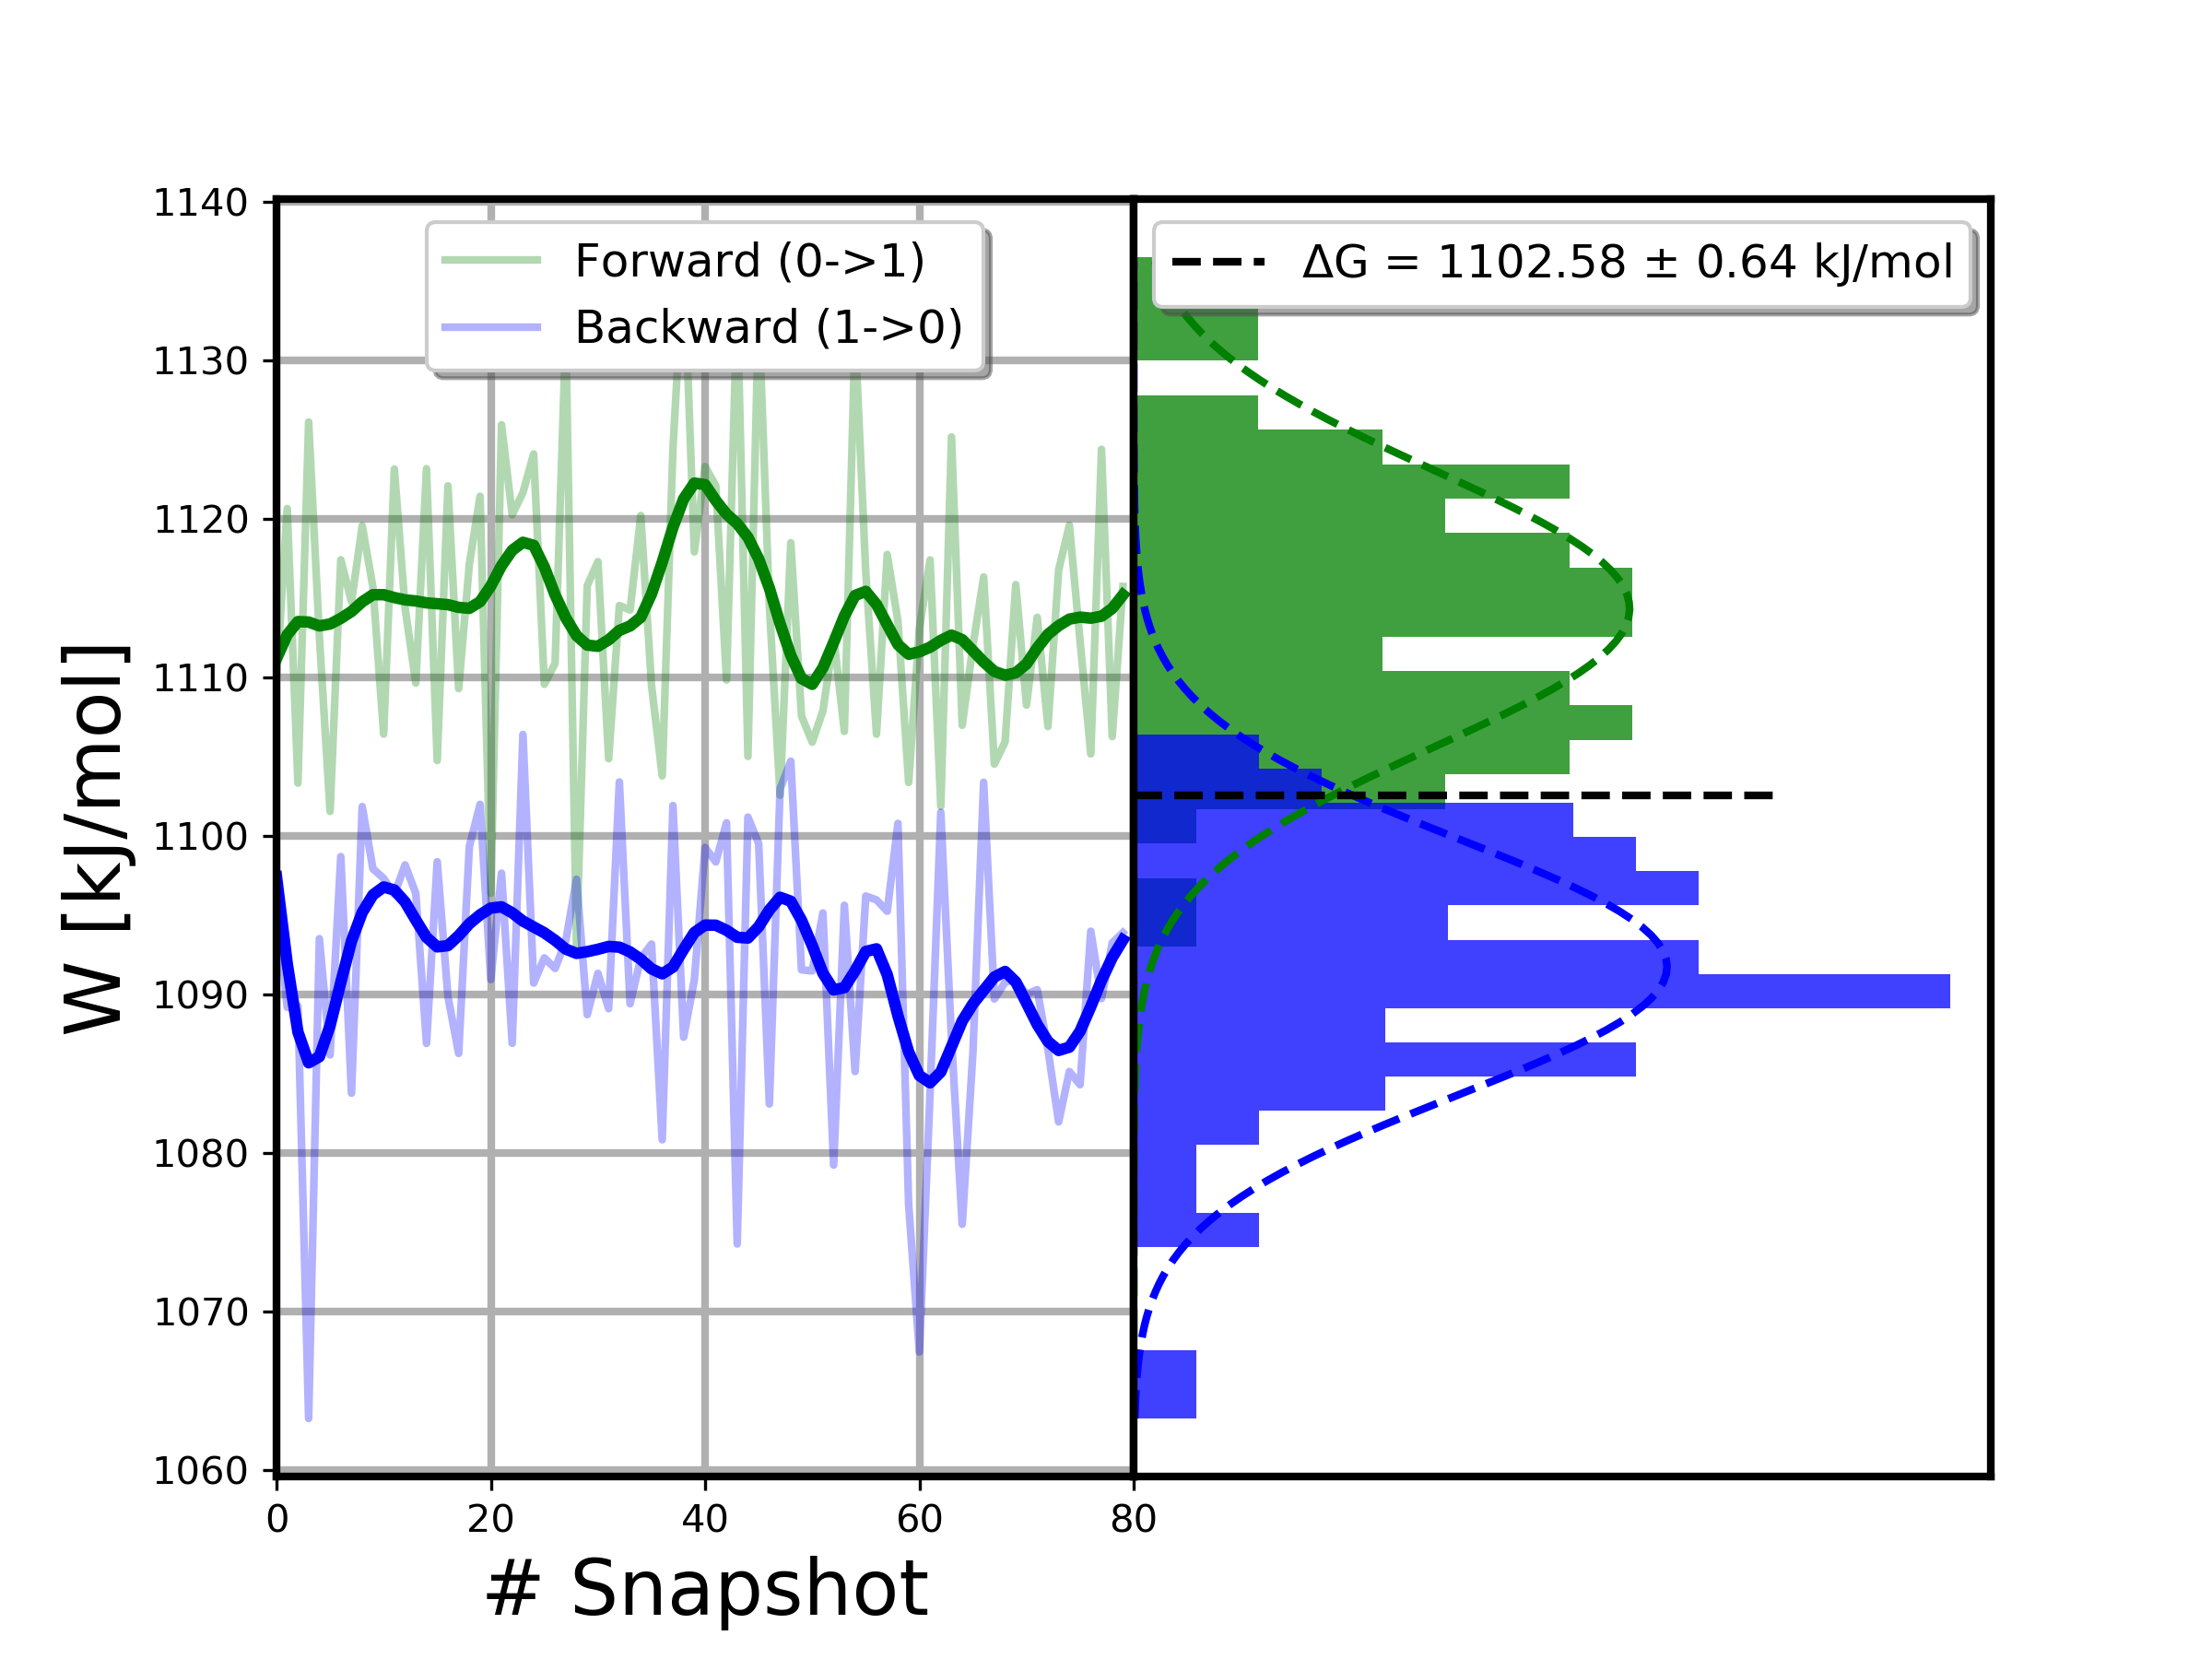 1140
1130
1120
1110
1100
1090
1080
1070
1060
W [kJ/mol]
0
20
40
60
80
# Snapshot
Forward (0->1)
Backward (1->0)
ΔG = 1102.58 ± 0.64 kJ/mol